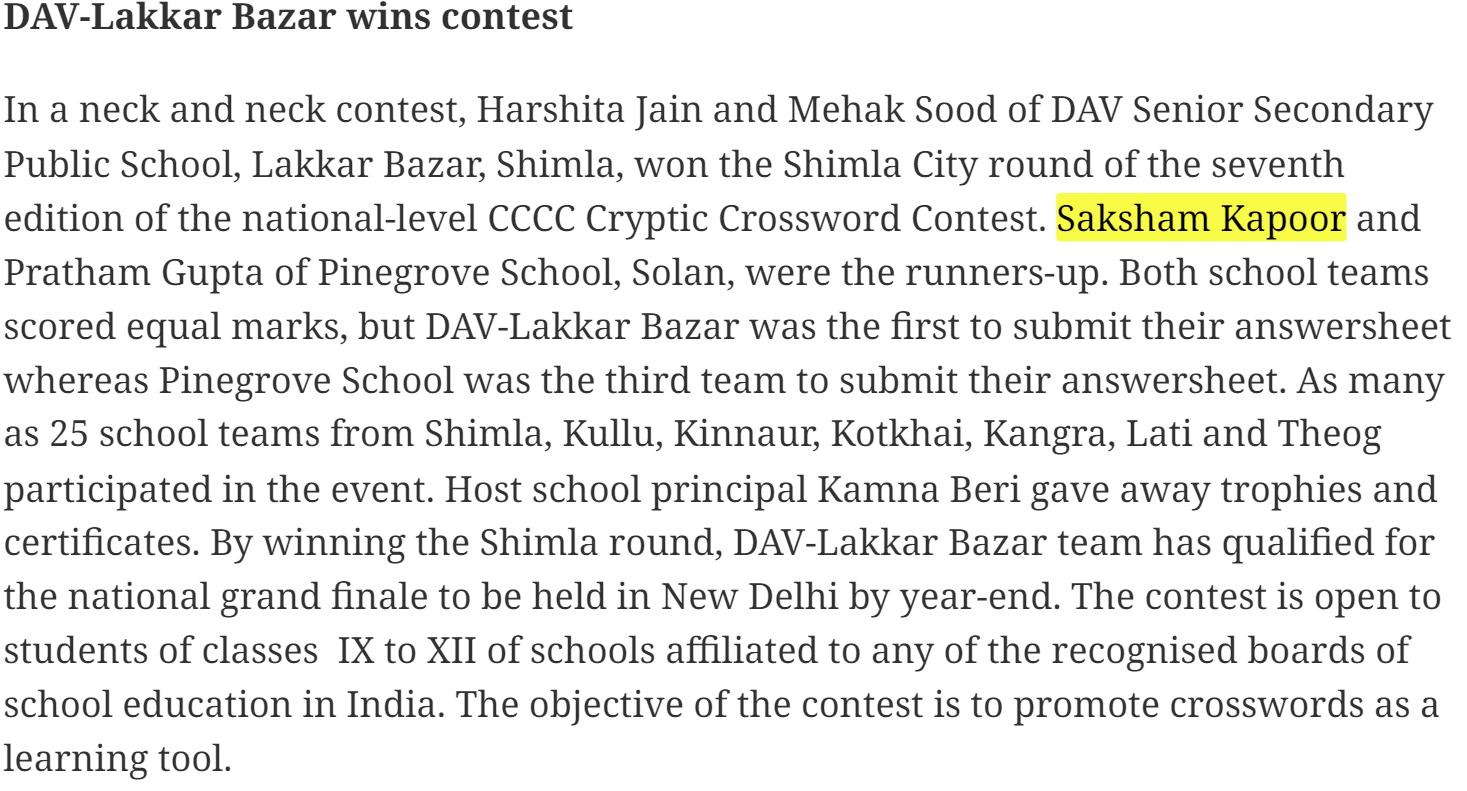 DAV-Lakkar Bazar wins contest
In a neck and neck contest, Harshita Jain and Mehak Sood of DAV Senior Secondary
Public School, Lakkar Bazar, Shimla, won the Shimla City round of the seventh
edition of the national-level CCCC Cryptic Crossword Contest. Saksham Kapoor and
Pratham Gupta of Pinegrove School, Solan, were the runners-up. Both school teams
scored equal marks, but DAV-Lakkar Bazar was the first to submit their answersheet
whereas Pinegrove School was the third team to submit their answersheet. As many
as 25 school teams from Shimla, Kullu, Kinnaur, Kotkhai, Kangra, Lati and Theog
participated in the event. Host school principal Kamna Beri gave away trophies and
certificates. By winning the Shimla round, DAV-Lakkar Bazar team has qualified for
the national grand finale to be held in New Delhi by year-end. The contest is open to
students of classes  IX to XII of schools affiliated to any of the recognised boards of
school education in India. The objective of the contest is to promote crosswords as a
learning tool.